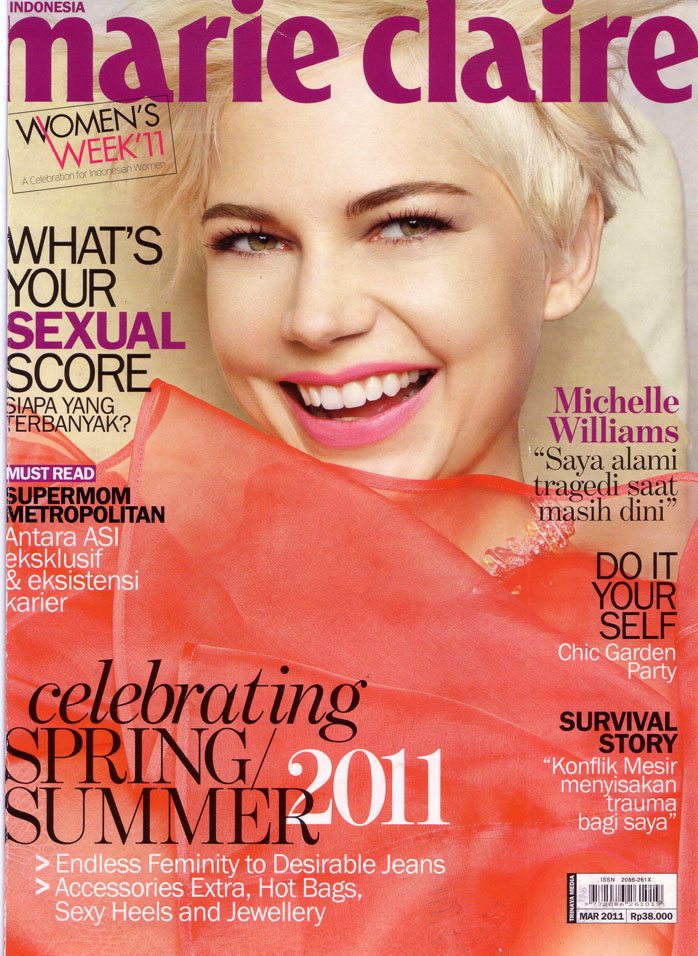 INDONESIA
marie claire
WOMEN'S
WEEK'11
A Celebration for Indonesian Women
WHAT'S
YOUR
SEXUAL
SCORE
SIAPA YANG
TERBANYAK?
MUST READ
SUPERMOM
METROPOLITAN
Antara ASI
eksklusif
& eksistensi
karier
Michelle
Williams
“Saya alami
tragedi saat
masih dini”
DO IT
YOUR
SELF
Chic Garden
Party
SURVIVAL
STORY
“Konflik Mesir
menyisakan
trauma
bagi saya”
celebrating
SPRING/
SUMMER 2011
> Endless Feminity to Desirable Jeans
> Accessories Extra, Hot Bags,
Sexy Heels and Jewellery
TRINAYA MEDIA
ISSN 2086-261X
9 772086 261013
MAR 2011 Rp38.000